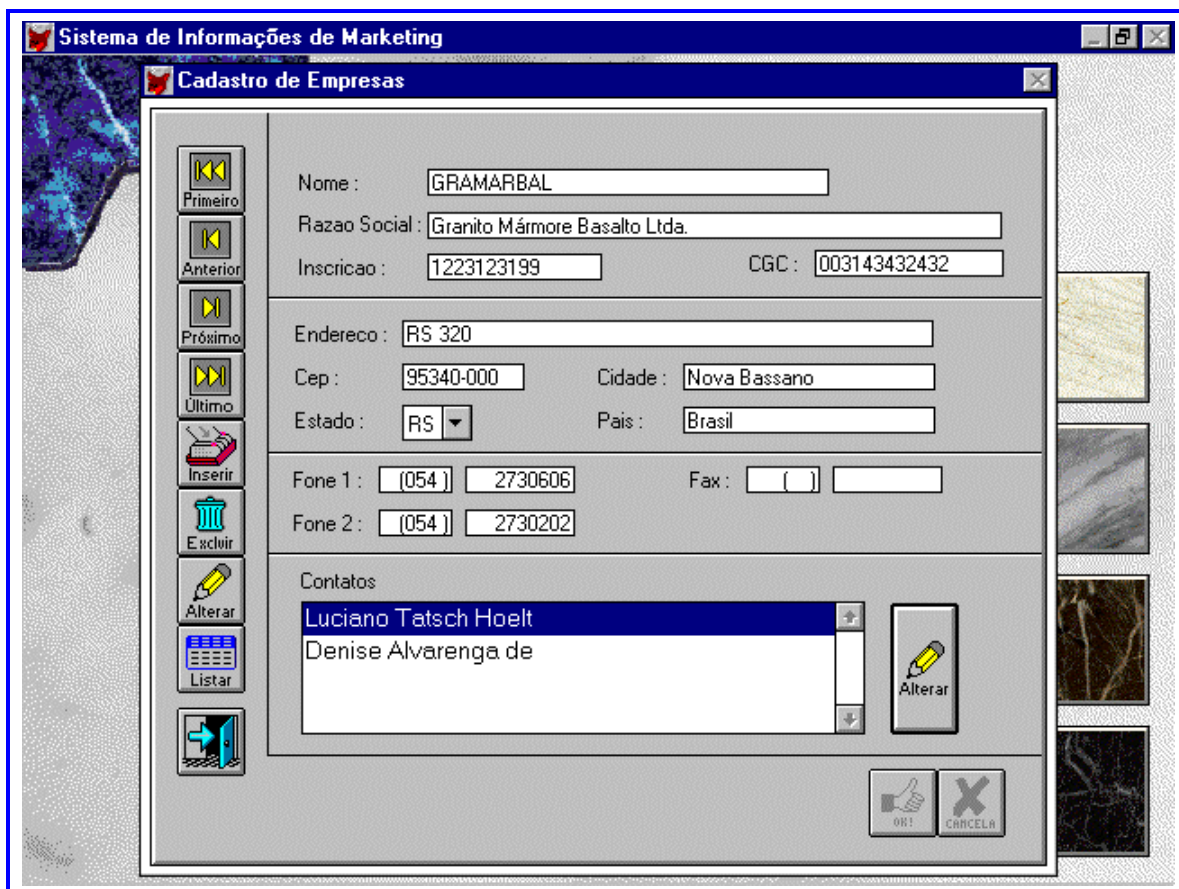 Sistema de Informações de Marketing
Cadastro de Empresas
Primeiro
Anterior
Próximo
Último
Inserir
Excluir
Alterar
Listar
Nome : GRAMARBAL
Razao Social : Granito Mármore Basalto Ltda.
Inscricao : 1223123199 CGC : 003143432432
Endereco : RS 320
Cep : 95340-000 Cidade : Nova Bassano
Estado : RS Pais : Brasil
Fone 1 : (054 ) 2730606 Fax : ( )
Fone 2 : (054 ) 2730202
Contatos
Luciano Tatsch Hoelt
Denise Alvarenga de
Alterar
OK! CANCELA